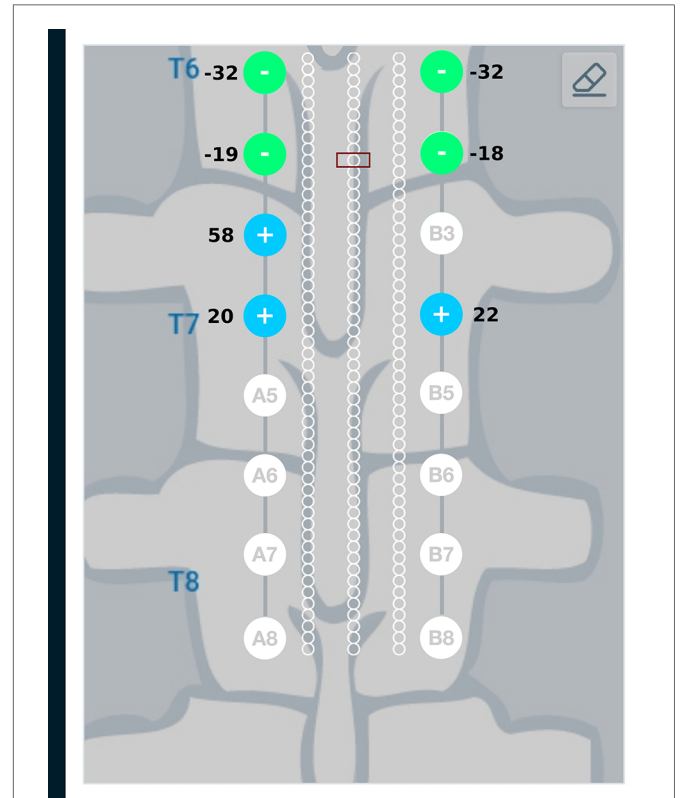 T6 -32 - - -32
-19 - - -18
58 + B3
T7 20 + + 22
A5 B5
A6 B6
A7 B7
T8
A8 B8